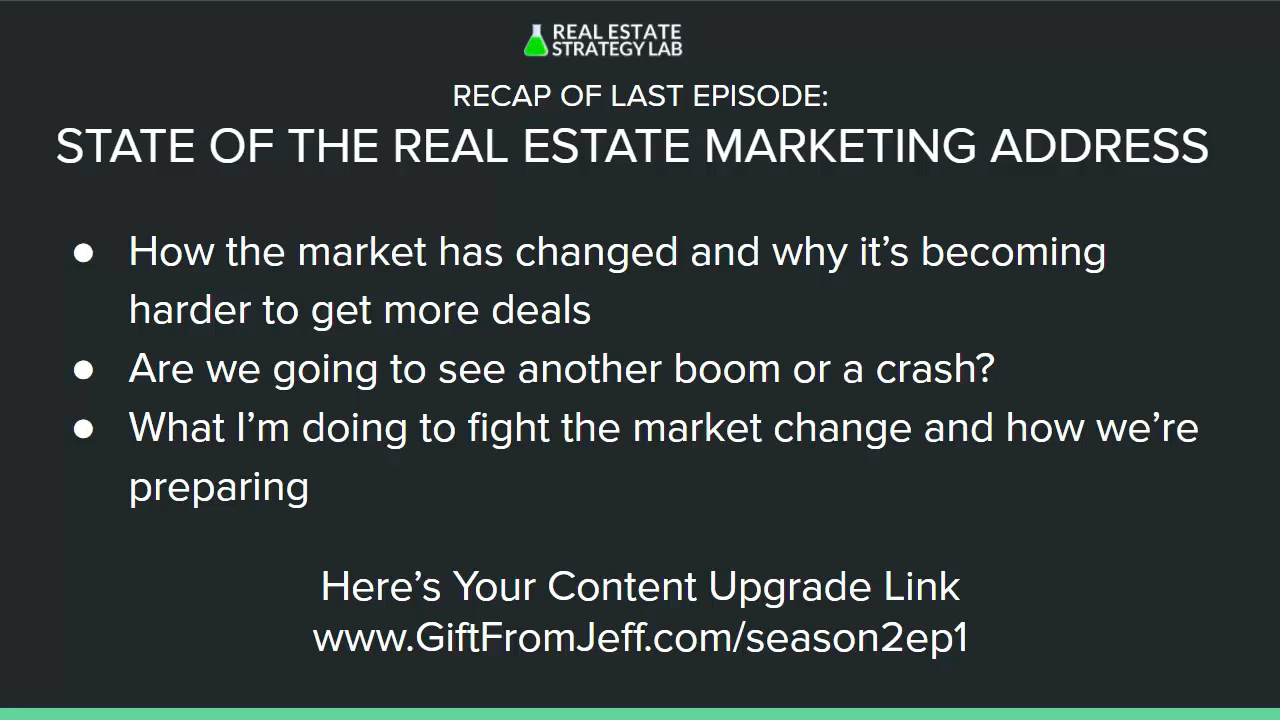 REAL ESTATE
STRATEGY LAB
RECAP OF LAST EPISODE:
STATE OF THE REAL ESTATE MARKETING ADDRESS
● How the market has changed and why it’s becoming
harder to get more deals
● Are we going to see another boom or a crash?
● What I’m doing to fight the market change and how we’re
preparing
Here’s Your Content Upgrade Link
www.GiftFromJeff.com/season2ep1